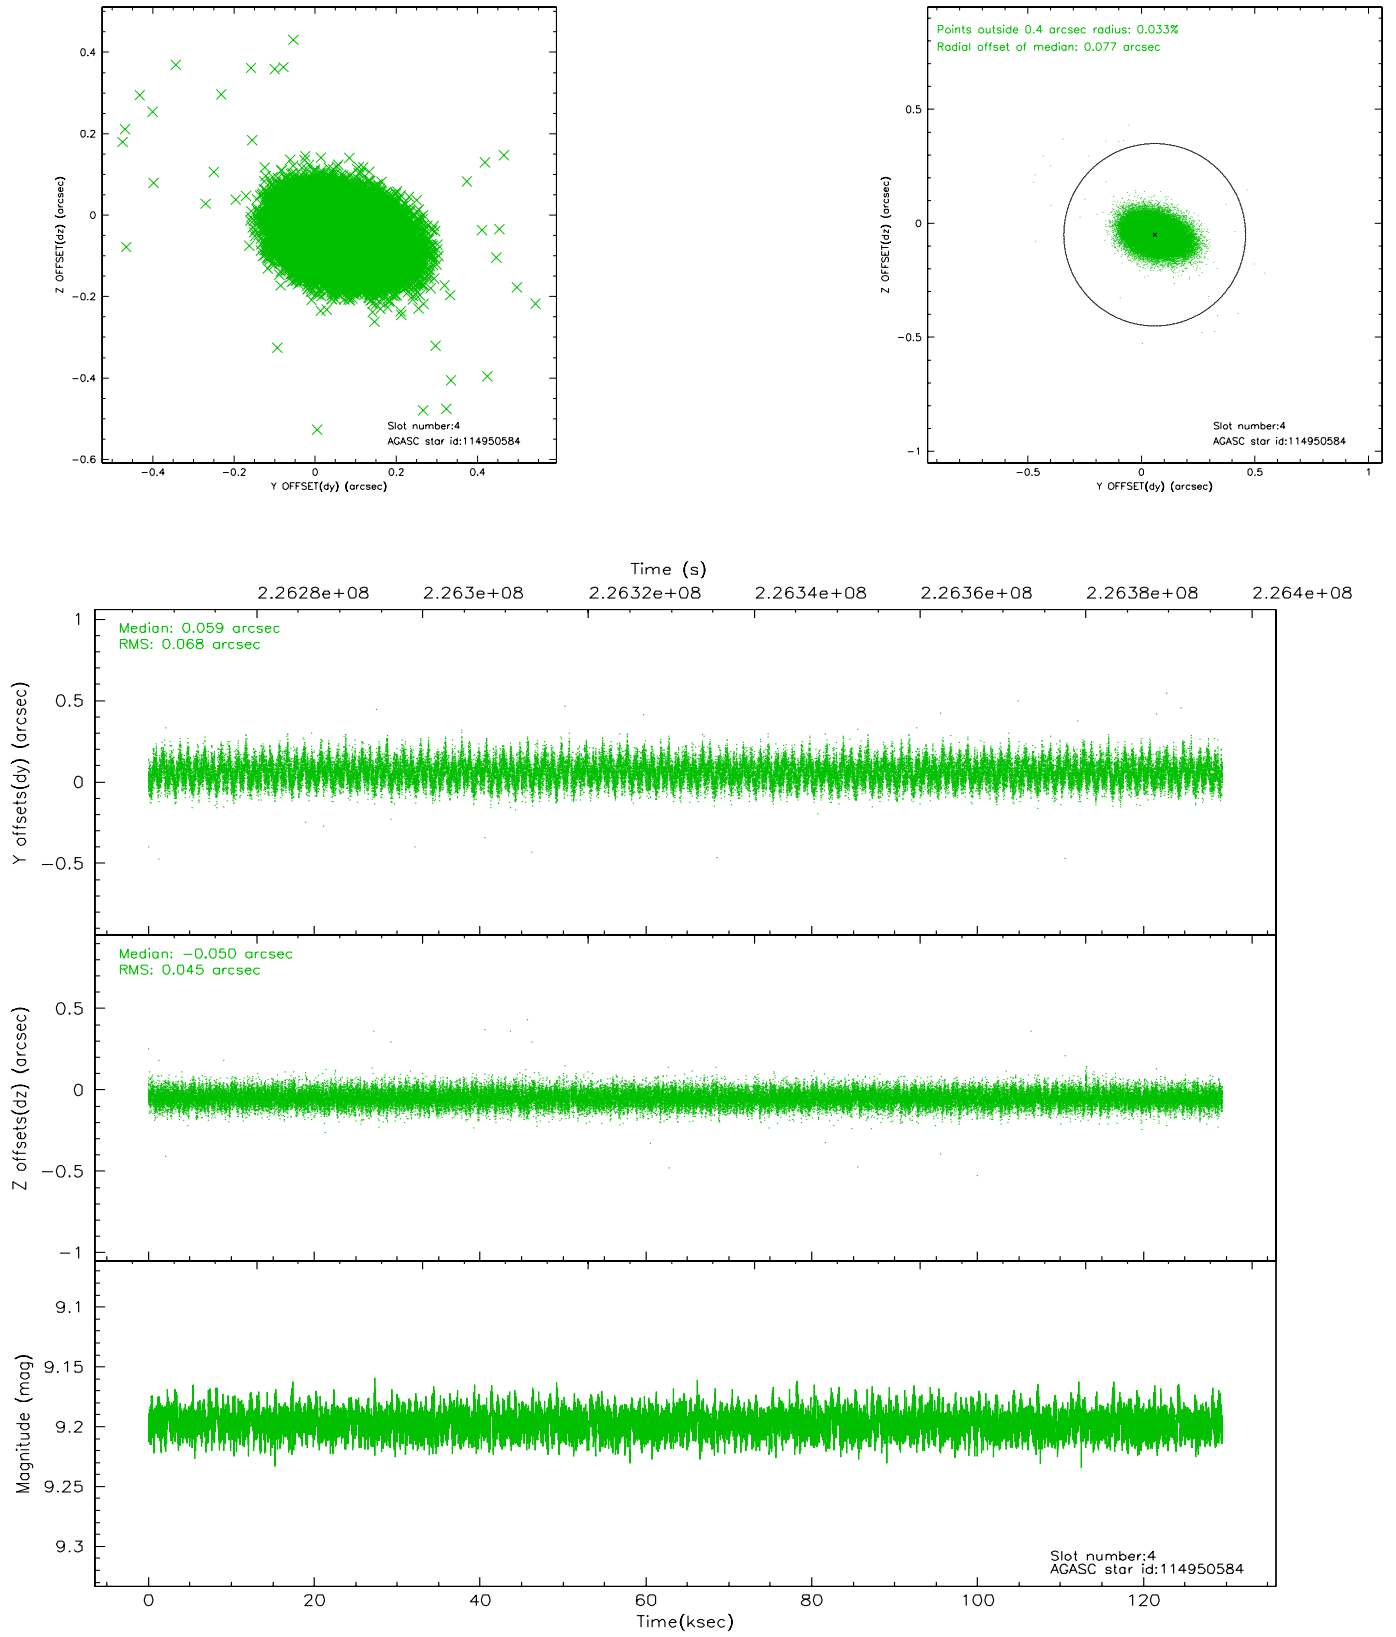 0.4
0.2
0
−0.2
−0.4
−0.6
Z OFFSET(dz) (arcsec)
Slot number:4
AGASC star id:114950584
−0.4
−0.2
0
0.2
0.4
Y OFFSET(dy) (arcsec)
Points outside 0.4 arcsec radius: 0.033%
Radial offset of median: 0.077 arcsec
0.5
0
−0.5
−1
Z OFFSET(dz) (arcsec)
Slot number:4
AGASC star id:114950584
−0.5
0
0.5
1
Y OFFSET(dy) (arcsec)
Time (s)
2.2628e+08
2.263e+08
2.2632e+08
2.2634e+08
2.2636e+08
2.2638e+08
2.264e+08
Median: 0.059 arcsec
RMS: 0.068 arcsec
1
0.5
0
−0.5
Y offsets(dy) (arcsec)
Median: −0.050 arcsec
RMS: 0.045 arcsec
0.5
0
−0.5
−1
Z offsets(dz) (arcsec)
9.1
9.15
9.2
9.25
9.3
Magnitude (mag)
Slot number:4
AGASC star id:114950584
0
20
40
60
80
100
120
Time(ksec)